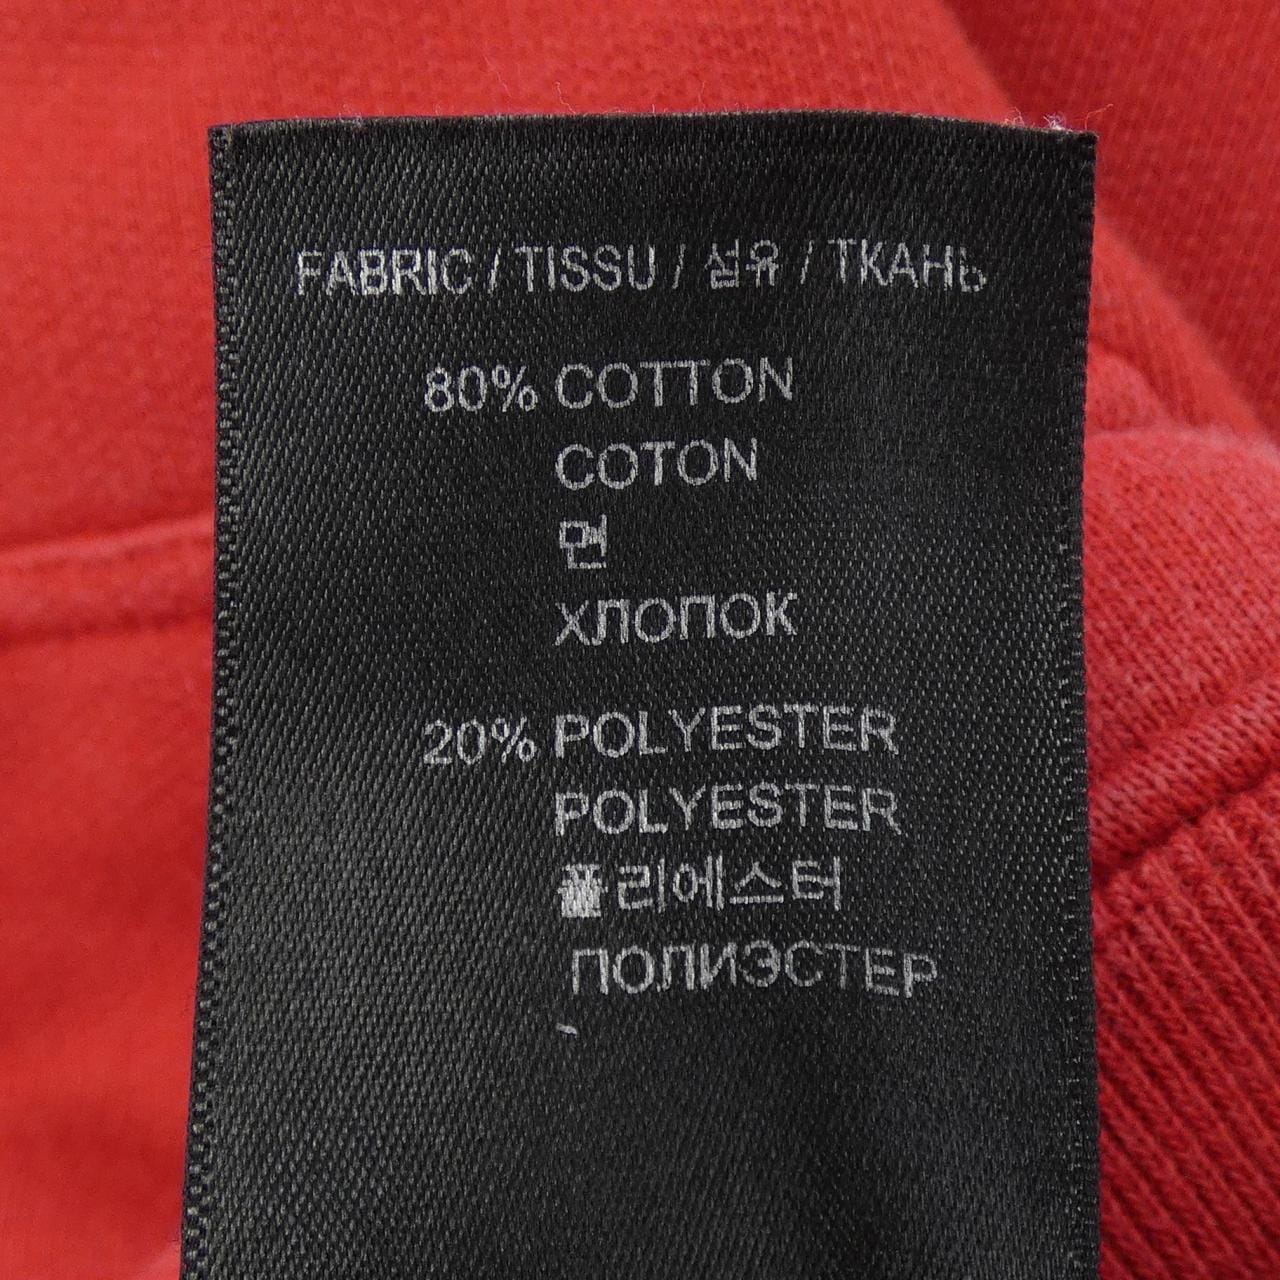 FABRIC / TISSU / 섬유 / ТКАНЬ
80% COTTON
COTON
면
ХЛОПОК
20% POLYESTER
POLYESTER
폴리에스터
ПОЛИЭСТЕР